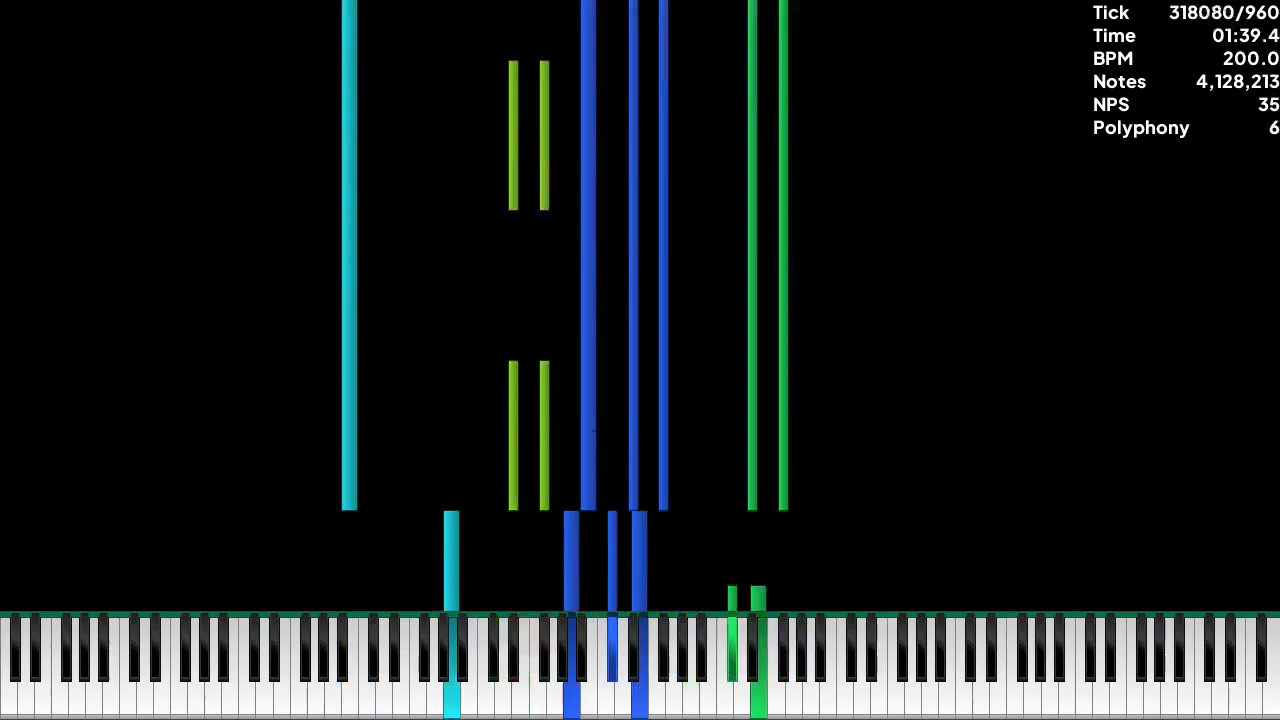 Tick 318080/960
Time 01:39.4
BPM 200.0
Notes 4,128,213
NPS 35
Polyphony 6